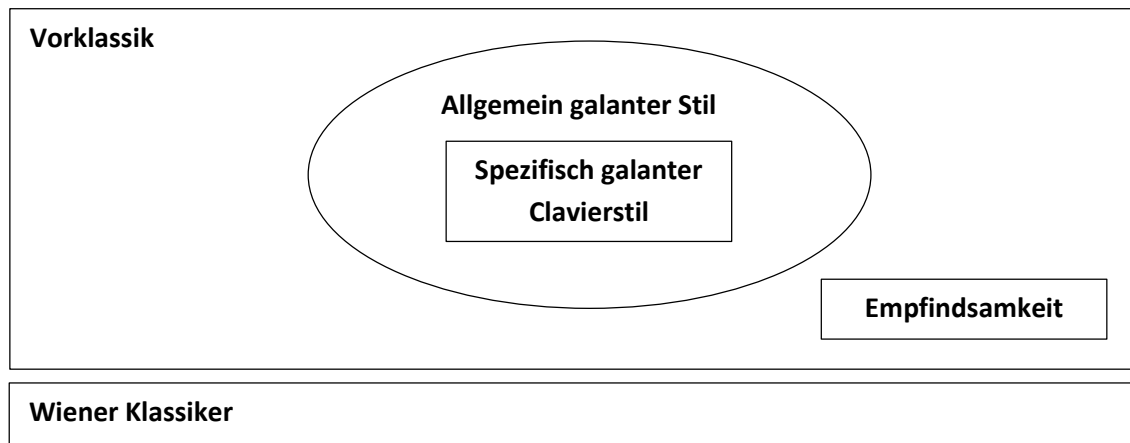 Vorklassik
Allgemein galanter Stil
Spezifisch galanter
Clavierstil
Empfindsamkeit
Wiener Klassiker